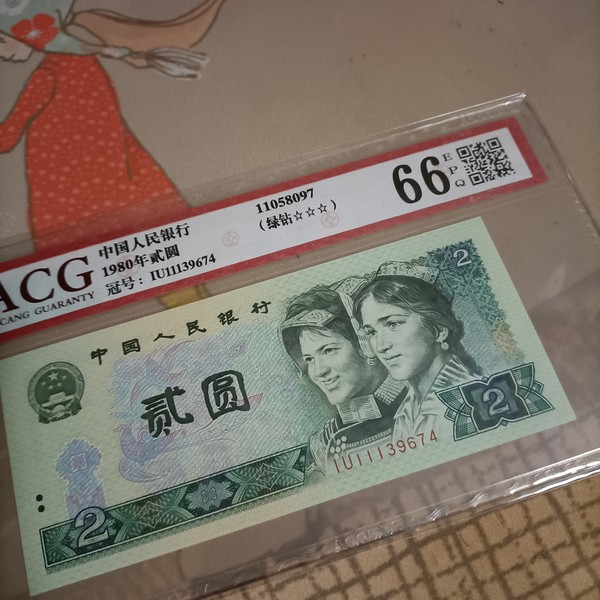 ACG
CANG GUARANTY
中国人民银行
1980年贰圆
冠号：IU11139674
11058097
（绿钻☆☆☆）
66
EPQ
中国人民银行
贰圆
2
2
2
IU11139674